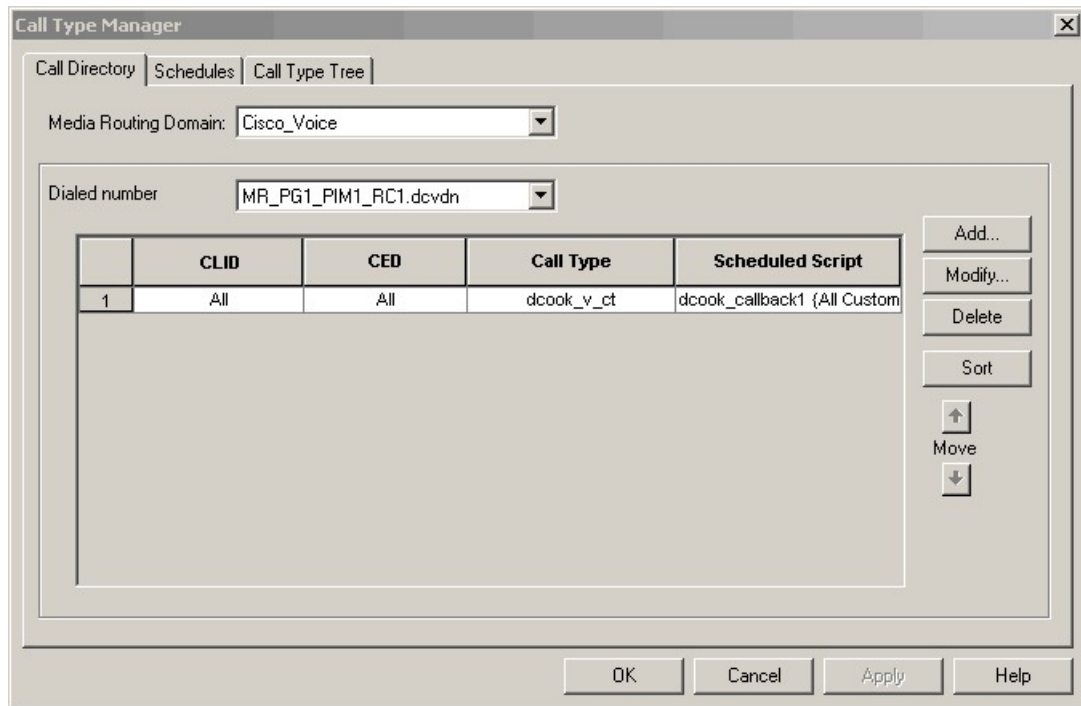 Call Type Manager
Call Directory
Schedules
Call Type Tree
Media Routing Domain: Cisco_Voice
Dialed number MR_PG1_PIM1_RC1.dcvdn
CLID CED Call Type Scheduled Script
1 All All dcook_v_ct dcook_callback1 {All Custom
Add...
Modify...
Delete
Sort
Move
OK Cancel Apply Help